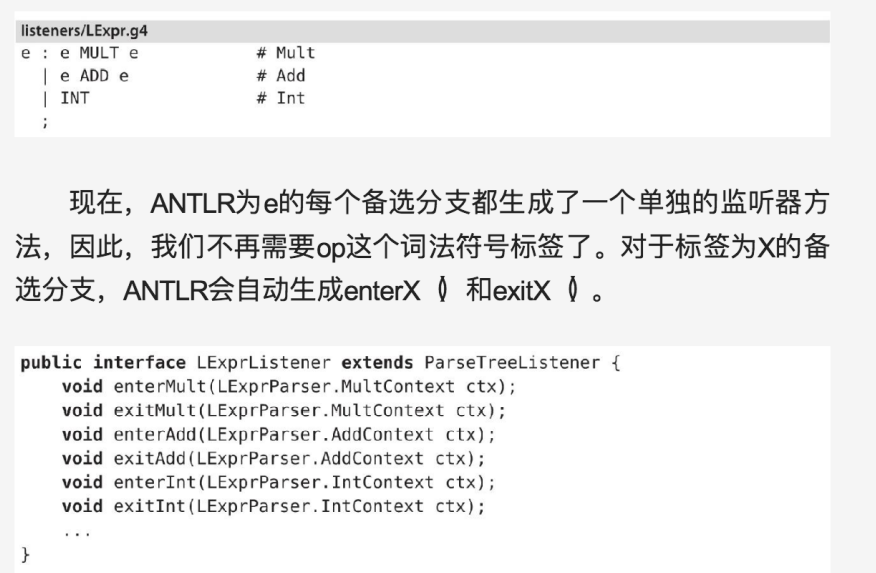 listeners/LExpr.g4
e : e MULT e # Mult
| e ADD e # Add
| INT # Int
;
现在，ANTLR为e的每个备选分支都生成了一个单独的监听器方
法，因此，我们不再需要op这个词法符号标签了。对于标签为X的备
选分支，ANTLR会自动生成enterX（）和exitX（）。
public interface LExprListener extends ParseTreeListener {
void enterMult(LExprParser.MultContext ctx);
void exitMult(LExprParser.MultContext ctx);
void enterAdd(LExprParser.AddContext ctx);
void exitAdd(LExprParser.AddContext ctx);
void enterInt(LExprParser.IntContext ctx);
void exitInt(LExprParser.IntContext ctx);
...
}